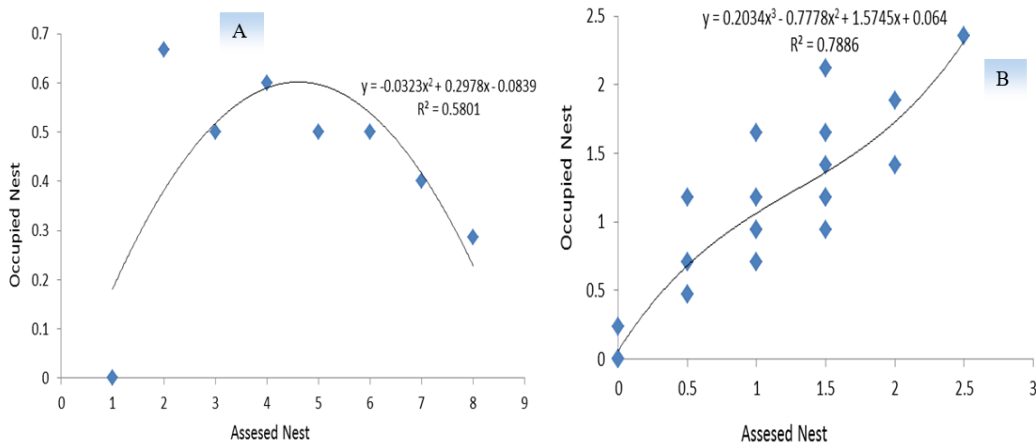 A
0.7
0.6
0.5
0.4
0.3
0.2
0.1
0
y = -0.0323x² + 0.2978x - 0.0839
R² = 0.5801
Occupied Nest
0 1 2 3 4 5 6 7 8 9
Assesed Nest
y = 0.2034x³ - 0.7778x² + 1.5745x + 0.064
R² = 0.7886
B
2.5
2
1.5
1
0.5
0
Occupied Nest
0 0.5 1 1.5 2 2.5 3
Assesed Nest